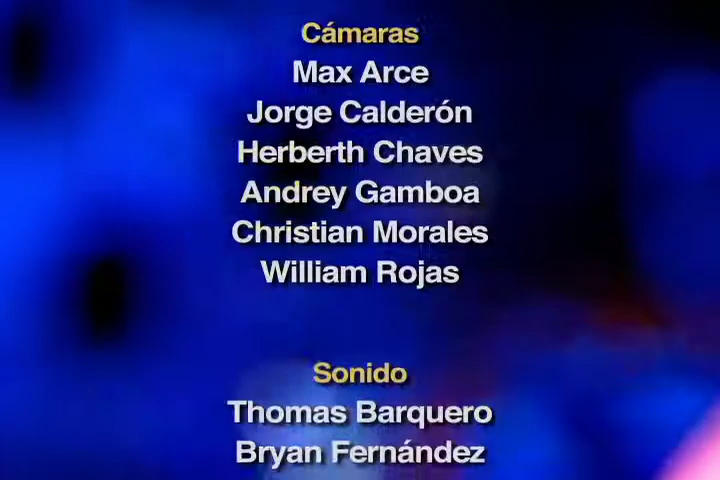 Cámaras
Max Arce
Jorge Calderón
Herberth Chaves
Andrey Gamboa
Christian Morales
William Rojas
Sonido
Thomas Barquero
Bryan Fernández